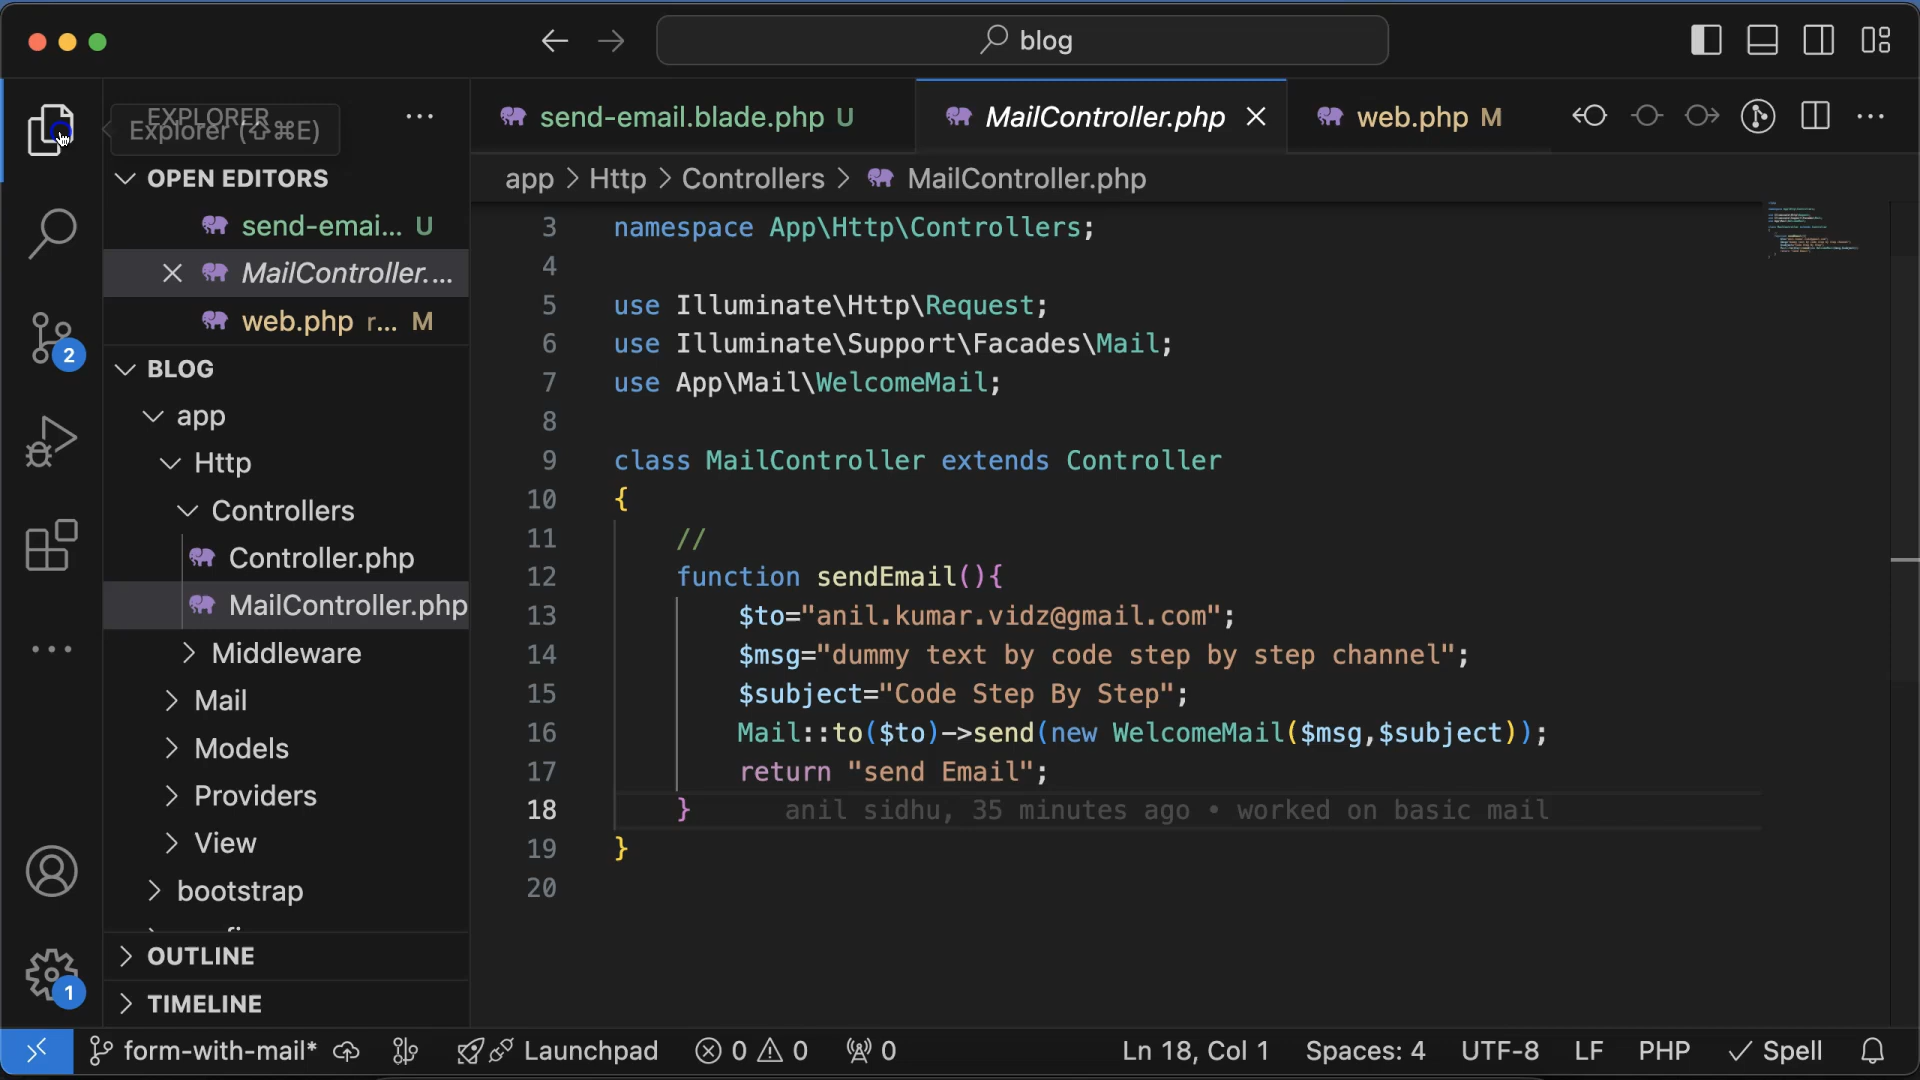 blog
EXPLORER
Explorer (⇧⌘E)
send-email.blade.php U
MailController.php
web.php M
OPEN EDITORS
send-emai... U
MailController....
web.php r... M
app > Http > Controllers > MailController.php
BLOG
app
Http
Controllers
Controller.php
MailController.php
Middleware
Mail
Models
Providers
View
bootstrap
OUTLINE
TIMELINE
2
1
3 namespace App\Http\Controllers;
4
5 use Illuminate\Http\Request;
6 use Illuminate\Support\Facades\Mail;
7 use App\Mail\WelcomeMail;
8
9 class MailController extends Controller
10 {
11 //
12 function sendEmail(){
13 $to="anil.kumar.vidz@gmail.com";
14 $msg="dummy text by code step by step channel";
15 $subject="Code Step By Step";
16 Mail::to($to)->send(new WelcomeMail($msg,$subject));
17 return "send Email";
18 } anil sidhu, 35 minutes ago • worked on basic mail
19 }
20
form-with-mail* Launchpad 0 0 0 Ln 18, Col 1 Spaces: 4 UTF-8 LF PHP Spell